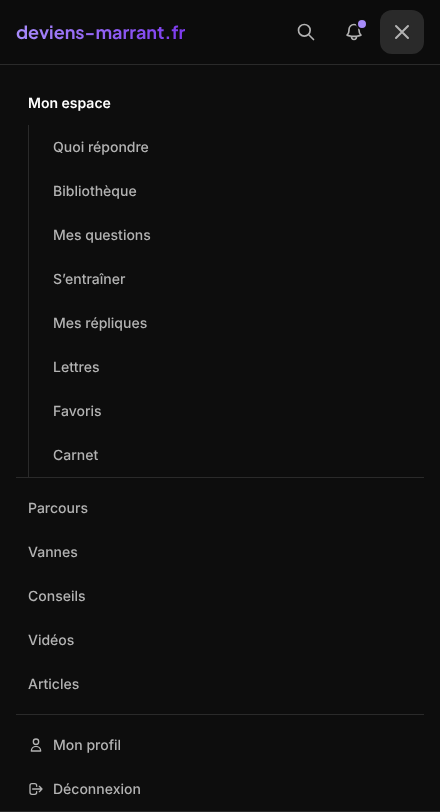 deviens-marrant.fr
Mon espace
Quoi répondre
Bibliothèque
Mes questions
S’entraîner
Mes répliques
Lettres
Favoris
Carnet
Parcours
Vannes
Conseils
Vidéos
Articles
Mon profil
Déconnexion